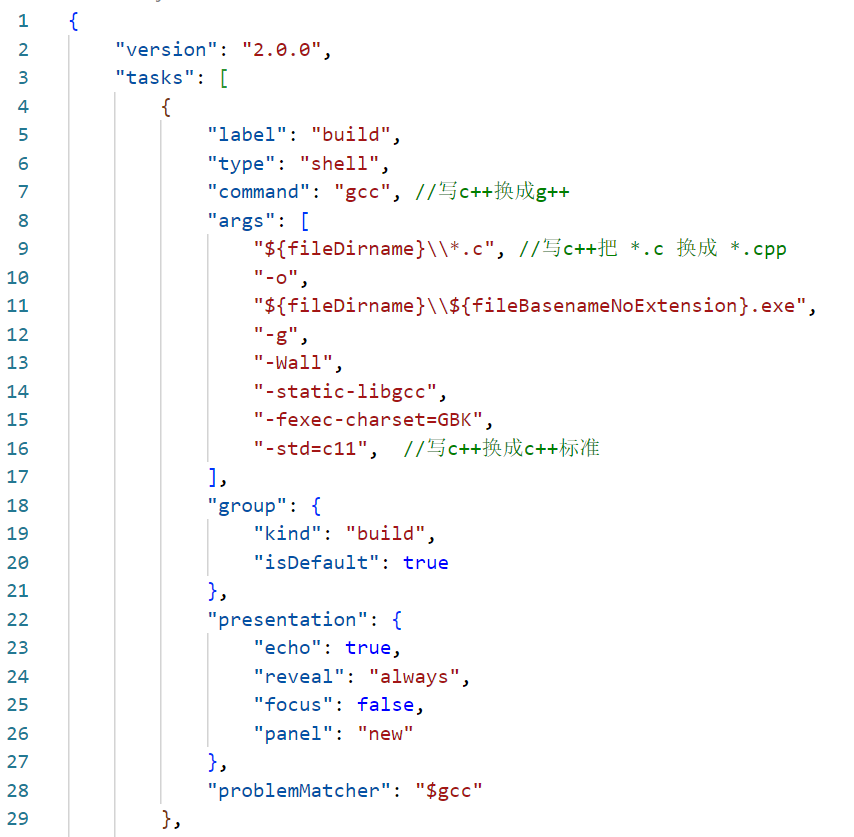 1 {
2 "version": "2.0.0",
3 "tasks": [
4 {
5 "label": "build",
6 "type": "shell",
7 "command": "gcc", //写c++换成g++
8 "args": [
9 "${fileDirname}\\*.c", //写c++把 *.c 换成 *.cpp
10 "-o",
11 "${fileDirname}\\${fileBasenameNoExtension}.exe",
12 "-g",
13 "-Wall",
14 "-static-libgcc",
15 "-fexec-charset=GBK",
16 "-std=c11", //写c++换成c++标准
17 ],
18 "group": {
19 "kind": "build",
20 "isDefault": true
21 },
22 "presentation": {
23 "echo": true,
24 "reveal": "always",
25 "focus": false,
26 "panel": "new"
27 },
28 "problemMatcher": "$gcc"
29 },